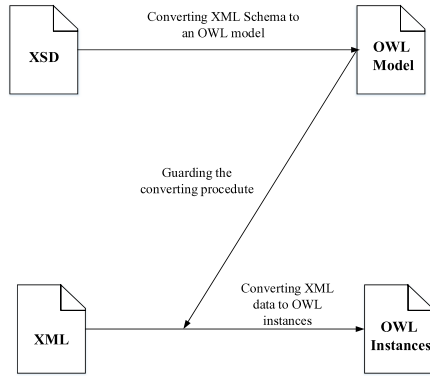 Converting XML Schema to
an OWL model
XSD
OWL
Model
Guarding the
converting procedute
Converting XML
data to OWL
instances
XML
OWL
Instances